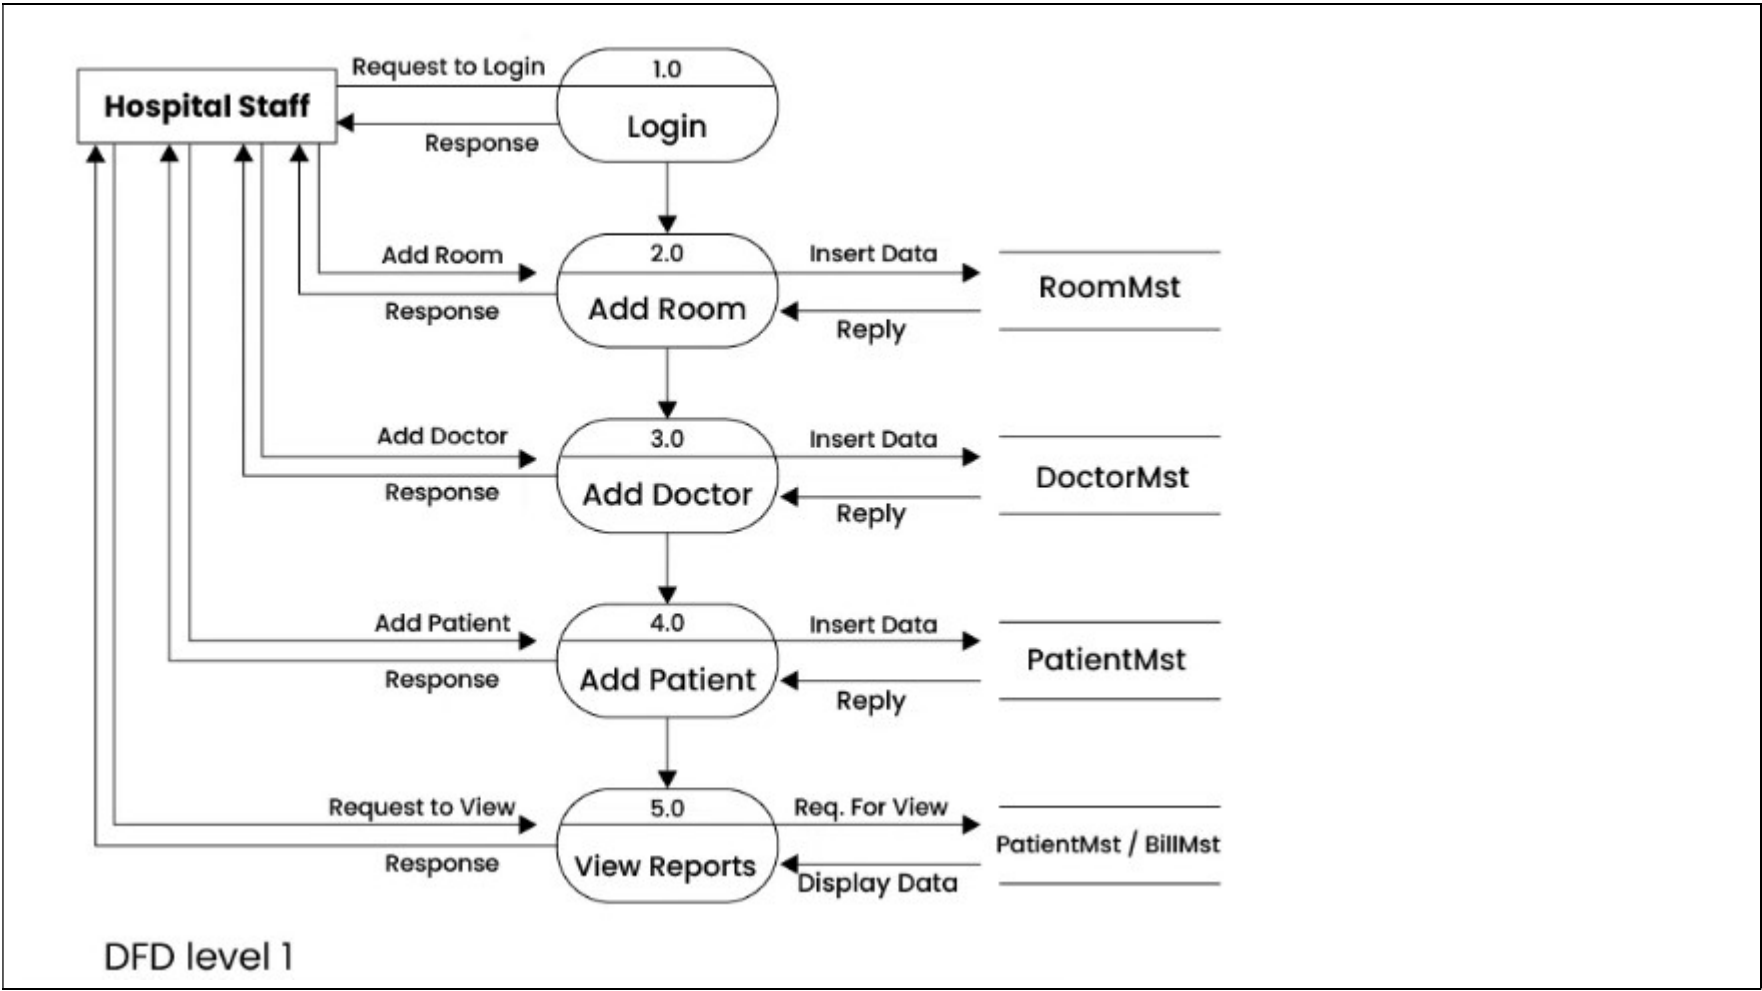 Request to Login
1.0
Hospital Staff
Login
Response
Add Room
2.0
Insert Data
Add Room
RoomMst
Response
Reply
Add Doctor
3.0
Insert Data
Add Doctor
DoctorMst
Response
Reply
Add Patient
4.0
Insert Data
Add Patient
PatientMst
Response
Reply
Request to View
5.0
Req. For View
View Reports
PatientMst / BillMst
Response
Display Data
DFD level 1